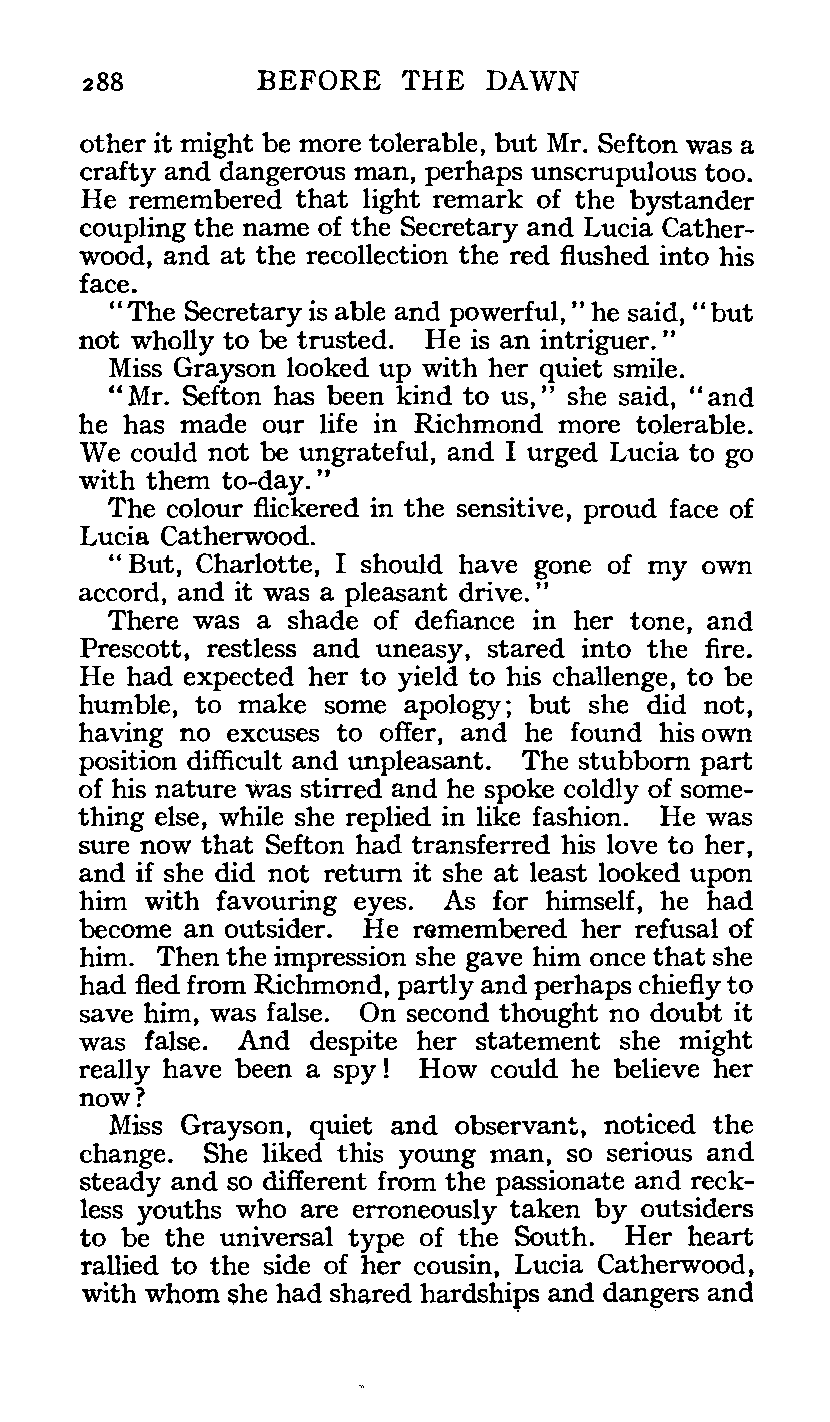 288 BEFORE THE DAWN
other it might be more tolerable, but Mr. Sefton was a
crafty and dangerous man, perhaps unscrupulous too.
He remembered that light remark of the bystander
coupling the name of the Secretary and Lucia Cather-
wood, and at the recollection the red flushed into his
face.
"The Secretary is able and powerful," he said, "but
not wholly to be trusted. He is an intriguer."
Miss Grayson looked up with her quiet smile.
"Mr. Sefton has been kind to us," she said, "and
he has made our life in Richmond more tolerable.
We could not be ungrateful, and I urged Lucia to go
with them to-day."
The colour flickered in the sensitive, proud face of
Lucia Catherwood.
"But, Charlotte, I should have gone of my own
accord, and it was a pleasant drive."
There was a shade of defiance in her tone, and
Prescott, restless and uneasy, stared into the fire.
He had expected her to yield to his challenge, to be
humble, to make some apology; but she did not,
having no excuses to offer, and he found his own
position difficult and unpleasant. The stubborn part
of his nature was stirred and he spoke coldly of some-
thing else, while she replied in like fashion. He was
sure now that Sefton had transferred his love to her,
and if she did not return it she at least looked upon
him with favouring eyes. As for himself, he had
become an outsider. He remembered her refusal of
him. Then the impression she gave him once that she
had fled from Richmond, partly and perhaps chiefly to
save him, was false. On second thought no doubt it
was false. And despite her statement she might
really have been a spy! How could he believe her
now?
Miss Grayson, quiet and observant, noticed the
change. She liked this young man, so serious and
steady and so different from the passionate and reck-
less youths who are erroneously taken by outsiders
to be the universal type of the South. Her heart
rallied to the side of her cousin, Lucia Catherwood,
with whom she had shared hardships and dangers and